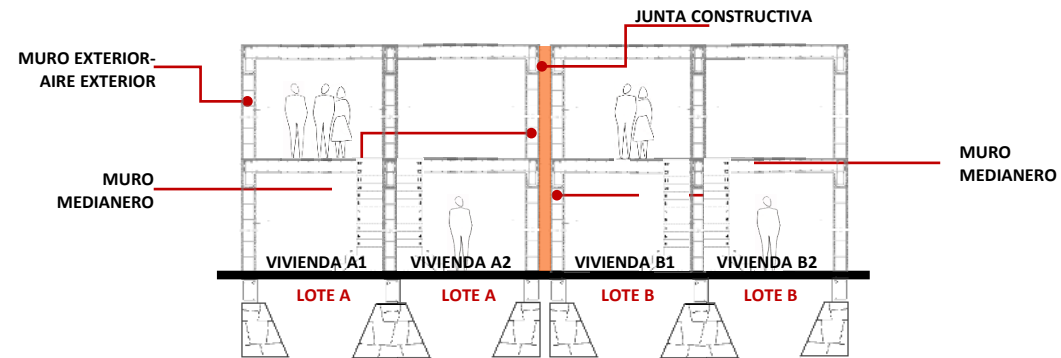 JUNTA CONSTRUCTIVA
MURO EXTERIOR-
AIRE EXTERIOR
MURO
MEDIANERO
MURO
MEDIANERO
VIVIENDA A1
VIVIENDA A2
VIVIENDA B1
VIVIENDA B2
LOTE A
LOTE A
LOTE B
LOTE B